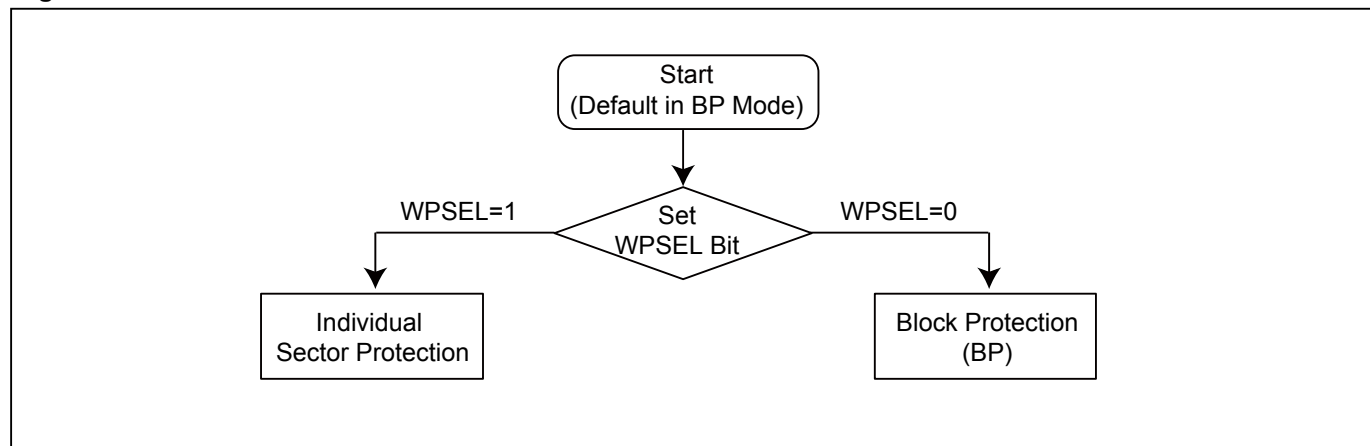 Start
(Default in BP Mode)
WPSEL=1
Set
WPSEL Bit
WPSEL=0
Individual
Sector Protection
Block Protection
(BP)